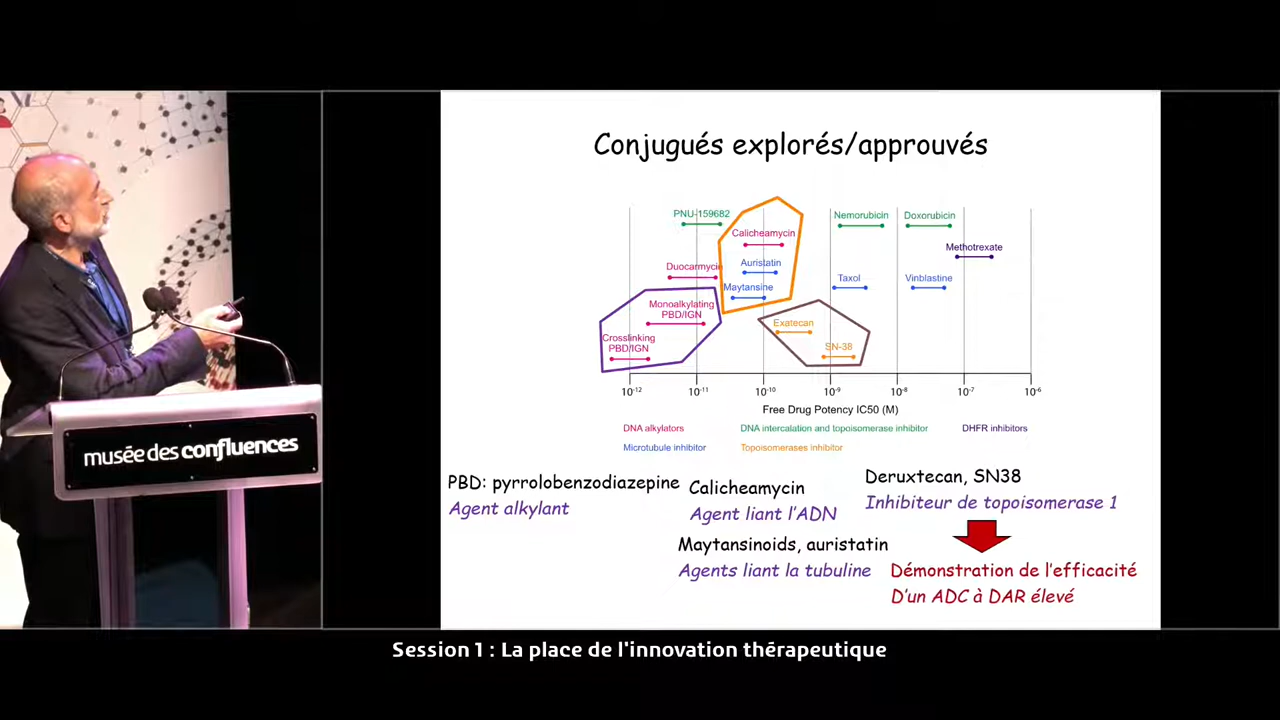 Conjugués explorés/approuvés
PNU-159682
Nemorubicin
Doxorubicin
Calicheamycin
Methotrexate
Duocarmycin
Auristatin
Maytansine
Taxol
Vinblastine
Monoalkylating
PBD/IGN
Exatecan
Crosslinking
PBD/IGN
SN-38
10⁻¹² 10⁻¹¹ 10⁻¹⁰ 10⁻⁹ 10⁻⁸ 10⁻⁷ 10⁻⁶
Free Drug Potency IC50 (M)
DNA alkylators
DNA intercalation and topoisomerase inhibitor
DHFR inhibitors
Microtubule inhibitor
Topoisomerases inhibitor
PBD: pyrrolobenzodiazepine
Agent alkylant
Calicheamycin
Agent liant l'ADN
Maytansinoids, auristatin
Agents liant la tubuline
Deruxtecan, SN38
Inhibiteur de topoisomerase 1
Démonstration de l'efficacité
D'un ADC à DAR élevé
musée des confluences
Session 1 : La place de l'innovation thérapeutique